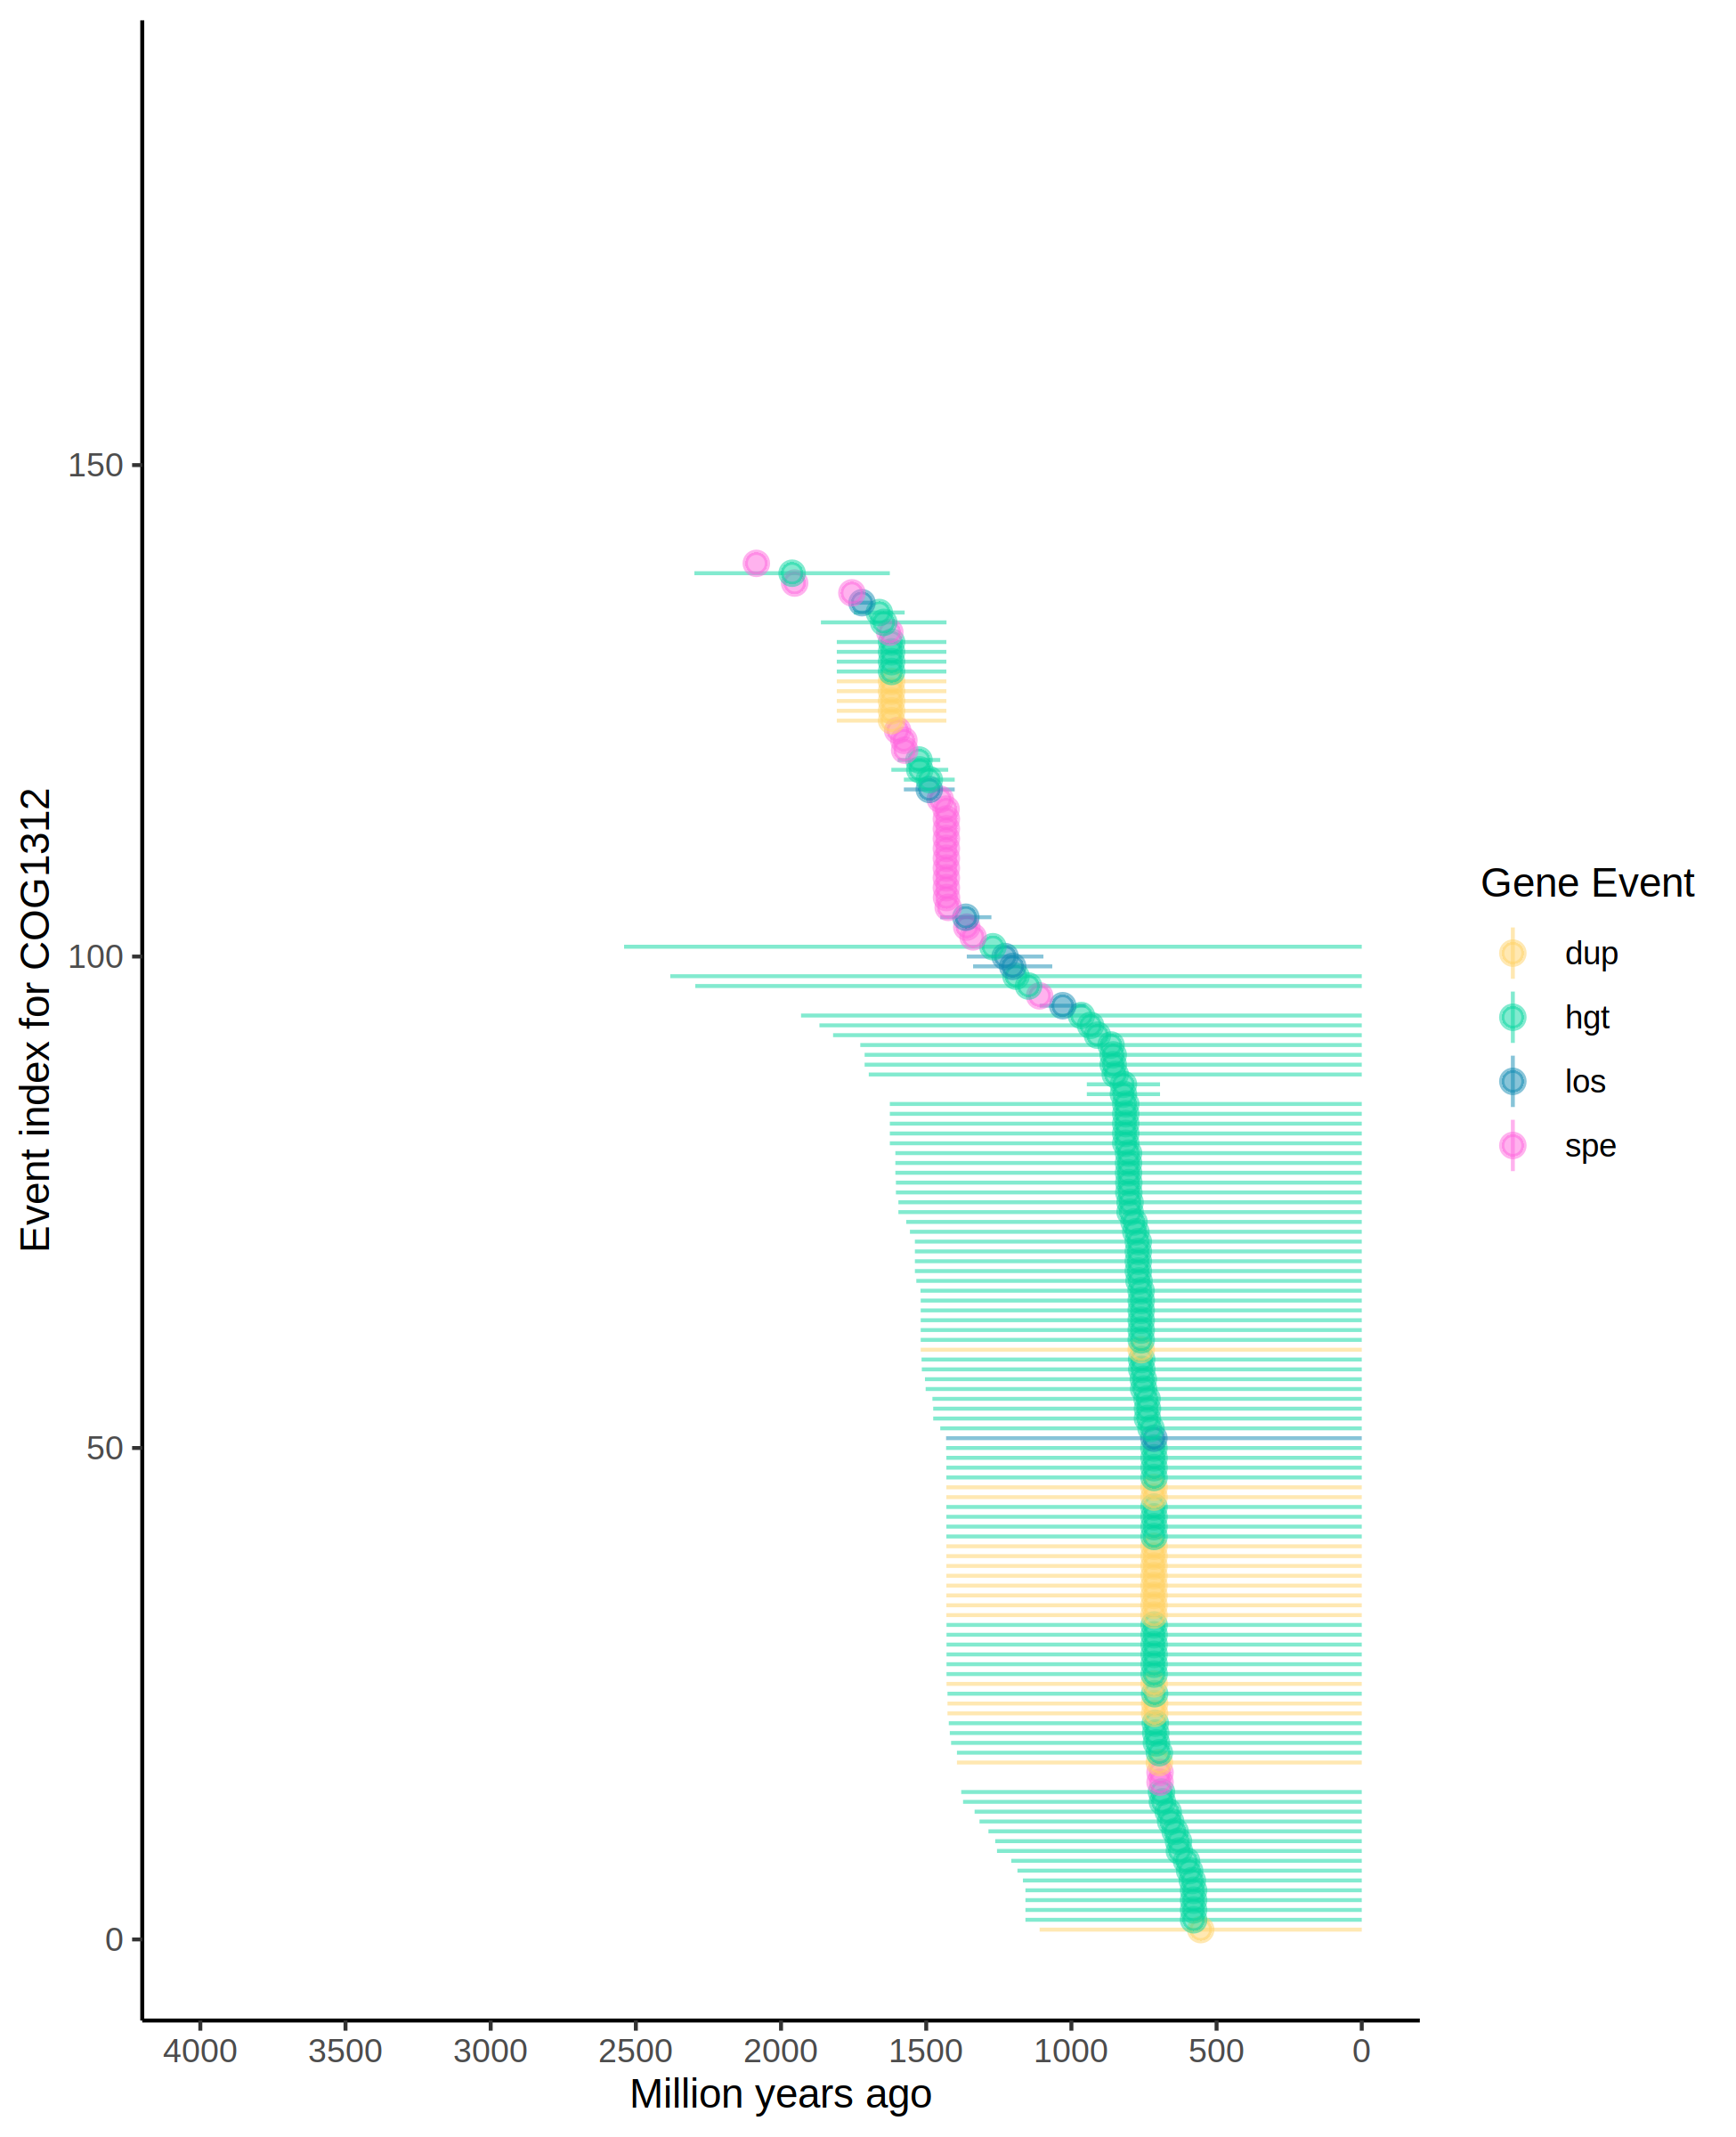 Event index for COG1312
150
100
50
0
4000 3500 3000 2500 2000 1500 1000 500 0
Million years ago
Gene Event
dup
hgt
los
spe